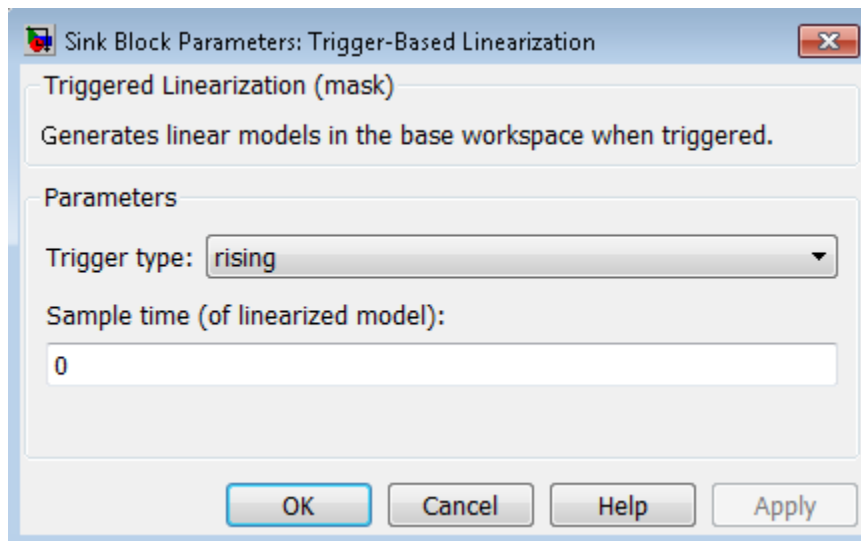 Sink Block Parameters: Trigger-Based Linearization
Triggered Linearization (mask)
Generates linear models in the base workspace when triggered.
Parameters
Trigger type: rising
Sample time (of linearized model):
0
OK Cancel Help Apply